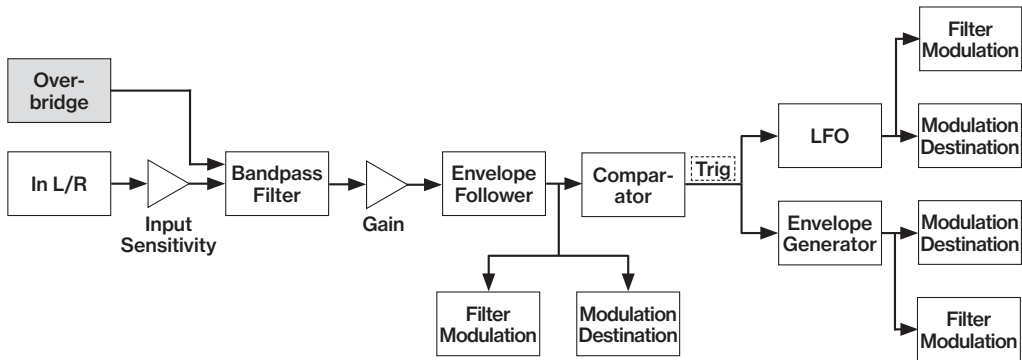 Filter
Modulation
Over-
bridge
LFO
Modulation
Destination
In L/R
Input
Sensitivity
Bandpass
Filter
Gain
Envelope
Follower
Compar-
ator
Trig
Envelope
Generator
Modulation
Destination
Filter
Modulation
Modulation
Destination
Filter
Modulation